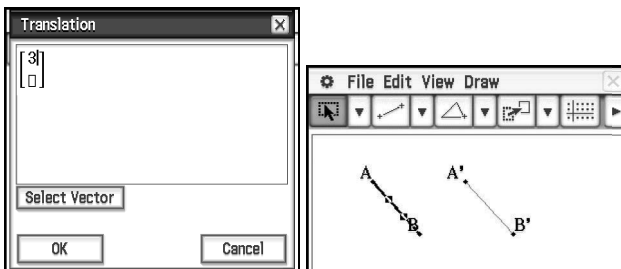 Translation
3
Select Vector
OK
Cancel
File Edit View Draw
A
B
A'
B'